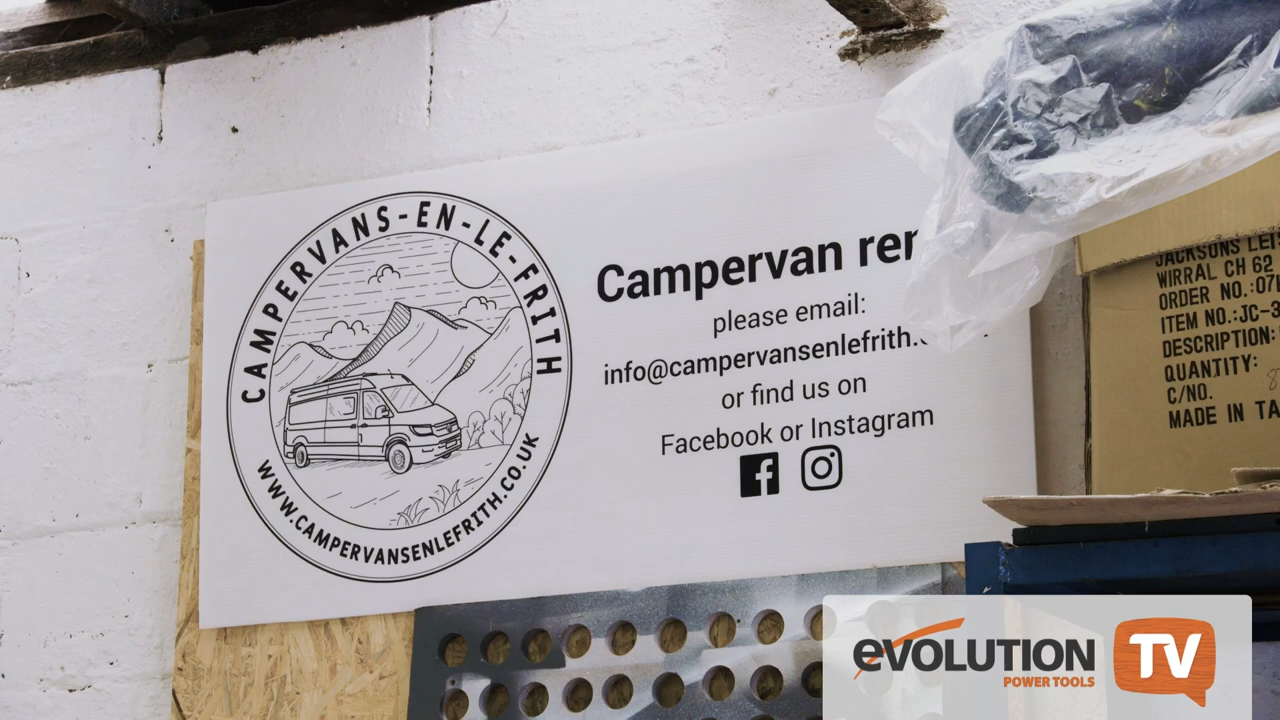 CAMPERVANS-EN-LE-FRITH
WWW.CAMPERVANSENLEFRITH.CO.UK
Campervan
please email:
info@campervansenlefrith.
or find us on
Facebook or Instagram
JACKSONS
WIRRAL CH 62
ORDER NO.:
ITEM NO.:JC-
DESCRIPTION:
QUANTITY:
C/NO.
MADE IN
eVOLUTION
POWER TOOLS
TV